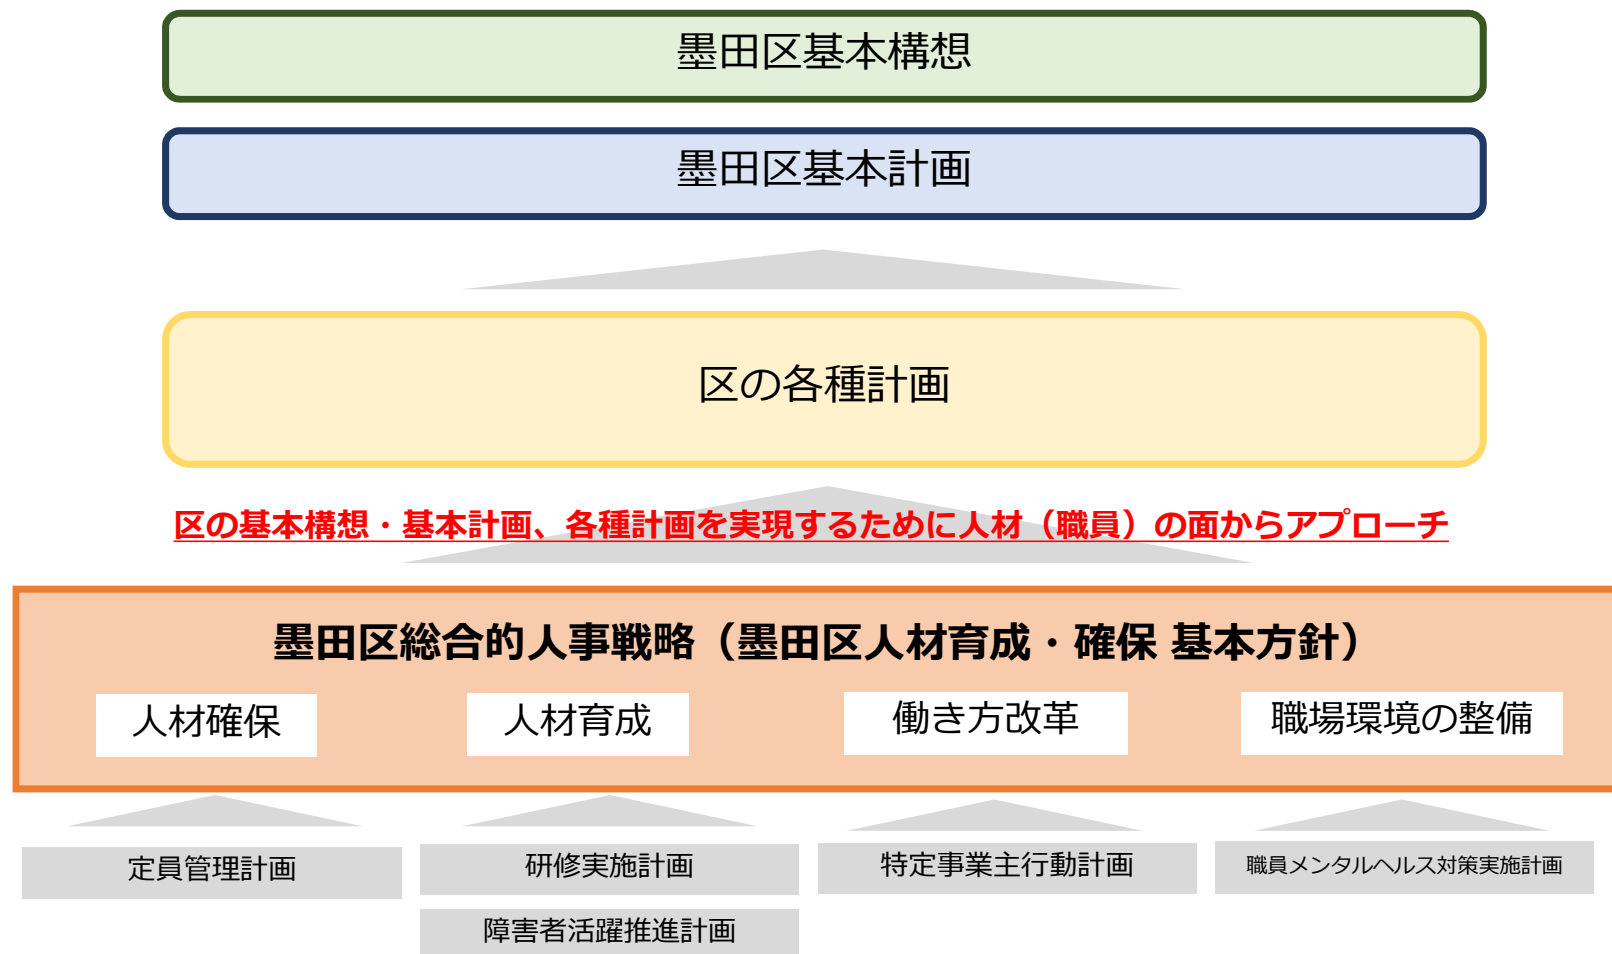 墨田区基本構想
墨田区基本計画
区の各種計画
区の基本構想・基本計画、各種計画を実現するために人材（職員）の面からアプローチ
墨田区総合的人事戦略（墨田区人材育成・確保 基本方針）
人材確保
人材育成
働き方改革
職場環境の整備
定員管理計画
研修実施計画
特定事業主行動計画
職員メンタルヘルス対策実施計画
障害者活躍推進計画